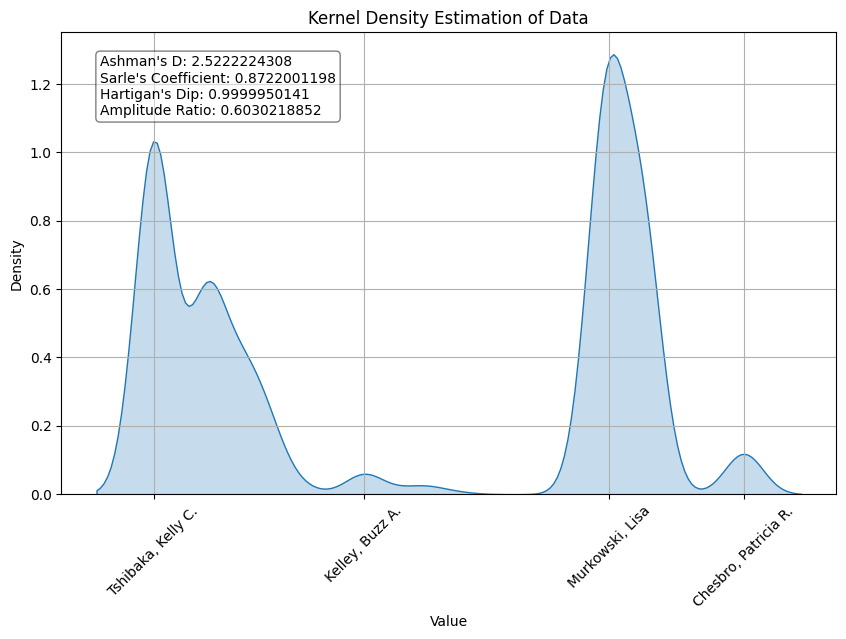 Kernel Density Estimation of Data
Ashman's D: 2.5222224308
Sarle's Coefficient: 0.8722001198
Hartigan's Dip: 0.9999950141
Amplitude Ratio: 0.6030218852
Density
1.2
1.0
0.8
0.6
0.4
0.2
0.0
Tshibaka, Kelly C.
Kelley, Buzz A.
Murkowski, Lisa
Chesbro, Patricia R.
Value